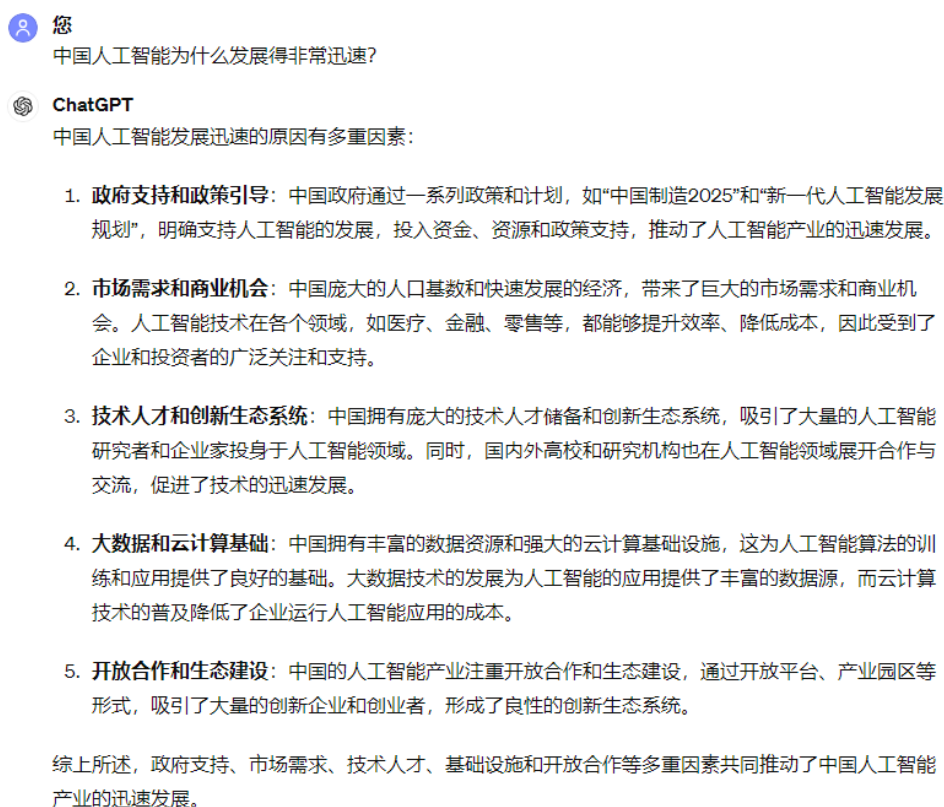 您
中国人工智能为什么发展得非常迅速?
ChatGPT
中国人工智能发展迅速的原因有多重因素:
1. 政府支持和政策引导:中国政府通过一系列政策和计划,如“中国制造2025”和“新一代人工智能发展
规划”,明确支持人工智能的发展,投入资金、资源和政策支持,推动了人工智能产业的迅速发展。
2. 市场需求和商业机会:中国庞大的人口基数和快速发展的经济,带来了巨大的市场需求和商业机
会。人工智能技术在各个领域,如医疗、金融、零售等,都能够提升效率、降低成本,因此受到了
企业和投资者的广泛关注和支持。
3. 技术人才和创新生态系统:中国拥有庞大的技术人才储备和创新生态系统,吸引了大量的人工智能
研究者和企业家投身于人工智能领域。同时,国内外高校和研究机构也在人工智能领域展开合作与
交流,促进了技术的迅速发展。
4. 大数据和云计算基础:中国拥有丰富的数据资源和强大的云计算基础设施,这为人工智能算法的训
练和应用提供了良好的基础。大数据技术的发展为人工智能的应用提供了丰富的数据源,而云计算
技术的普及降低了企业运行人工智能应用的成本。
5. 开放合作和生态建设:中国的人工智能产业注重开放合作和生态建设,通过开放平台、产业园区等
形式,吸引了大量的创新企业和创业者,形成了良性的创新生态系统。
综上所述,政府支持、市场需求、技术人才、基础设施和开放合作等多重因素共同推动了中国人工智能
产业的迅速发展。